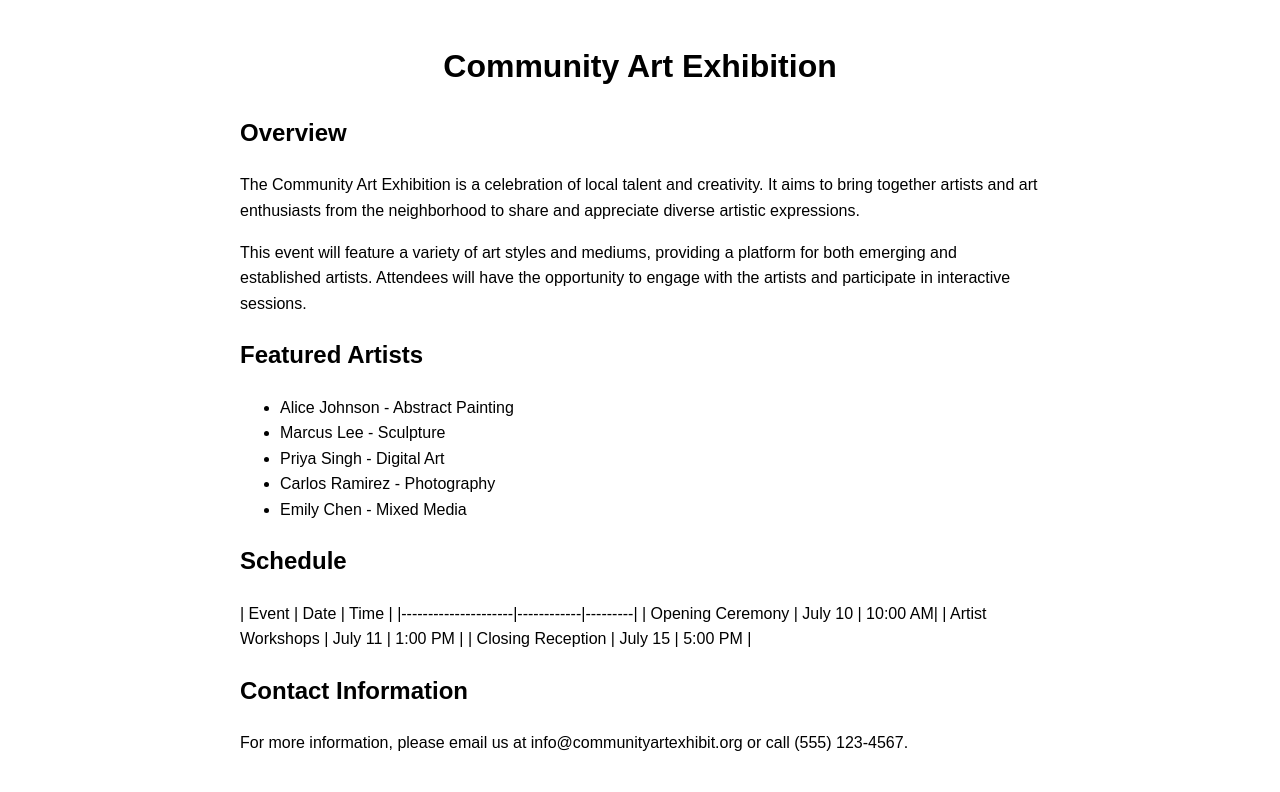 Community Art Exhibition
Overview
The Community Art Exhibition is a celebration of local talent and creativity. It aims to bring together artists and art
enthusiasts from the neighborhood to share and appreciate diverse artistic expressions.
This event will feature a variety of art styles and mediums, providing a platform for both emerging and
established artists. Attendees will have the opportunity to engage with the artists and participate in interactive
sessions.
Featured Artists
• Alice Johnson - Abstract Painting
• Marcus Lee - Sculpture
• Priya Singh - Digital Art
• Carlos Ramirez - Photography
• Emily Chen - Mixed Media
Schedule
| Event | Date | Time | |---------------------|------------|---------| | Opening Ceremony | July 10 | 10:00 AM| | Artist
Workshops | July 11 | 1:00 PM | | Closing Reception | July 15 | 5:00 PM |
Contact Information
For more information, please email us at info@communityartexhibit.org or call (555) 123-4567.